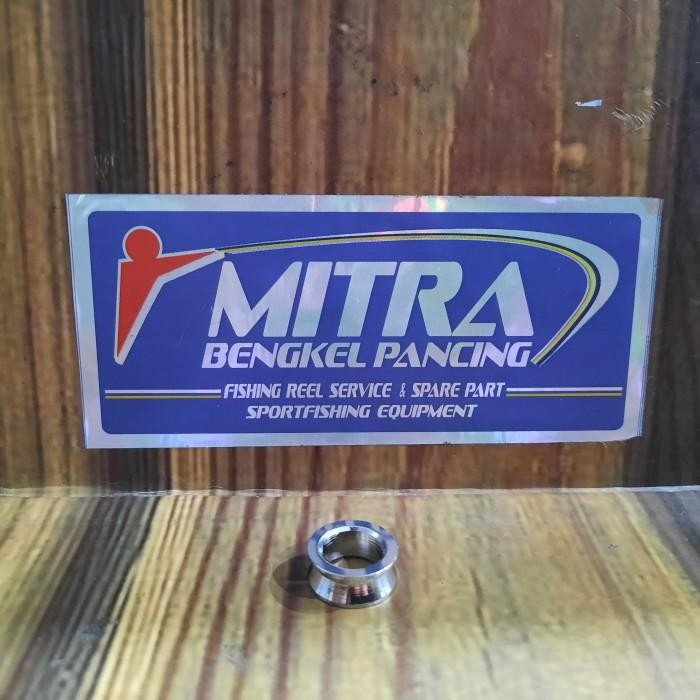 MITRA
BENGKEL PANCING
FISHING REEL SERVICE & SPARE PART
SPORTFISHING EQUIPMENT